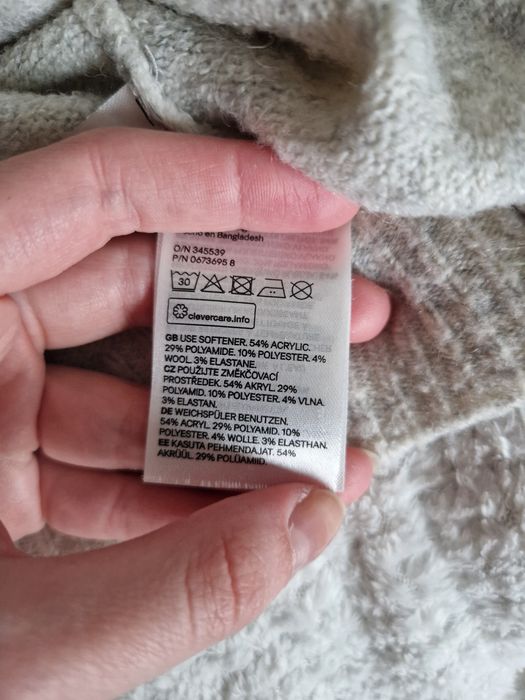 en Bangladesh
O/N 345539
P/N 0673695 8
30
clevercare.info
GB USE SOFTENER. 54% ACRYLIC.
29% POLYAMIDE. 10% POLYESTER. 4%
WOOL. 3% ELASTANE.
CZ POUŽIJTE ZMĚKČOVACÍ
PROSTŘEDEK. 54% AKRYL. 29%
POLYAMID. 10% POLYESTER. 4% VLNA.
3% ELASTAN.
DE WEICHSPÜLER BENUTZEN.
54% ACRYL. 29% POLYAMID. 10%
POLYESTER. 4% WOLLE. 3% ELASTHAN.
EE KASUTA PEHMENDAJAT. 54%
AKRÜÜL. 29% POLÜAMIID.